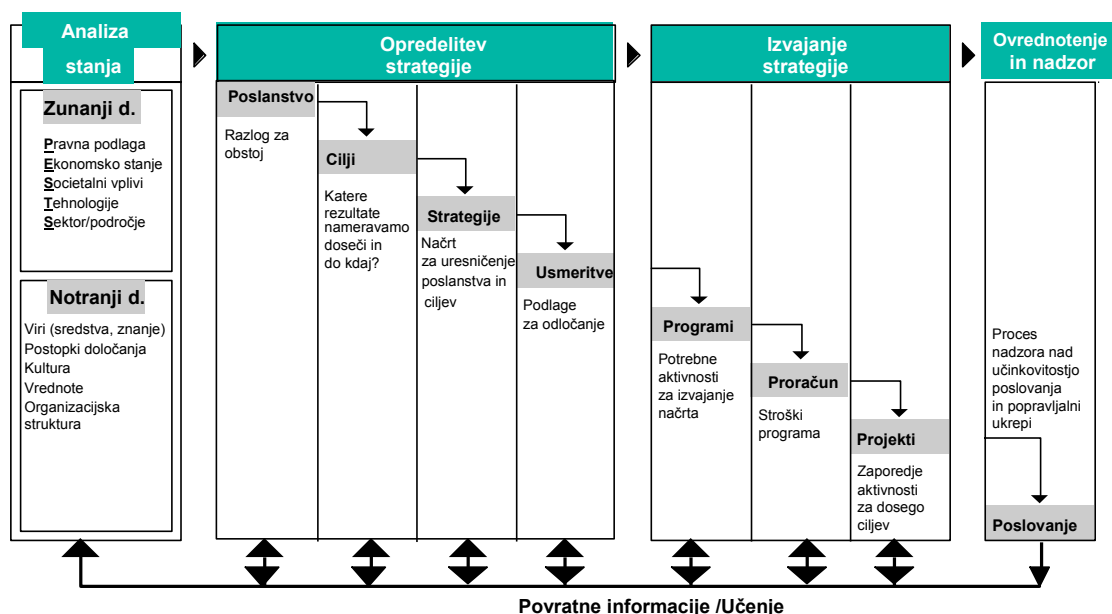 Analiza
stanja
Zunanji d.
Pravna podlaga
Ekonomsko stanje
Societalni vplivi
Tehnologije
Sektor/področje
Notranji d.
Viri (sredstva, znanje)
Postopki določanja
Kultura
Vrednote
Organizacijska
struktura
Opredelitev
strategije
Poslanstvo
Razlog za
obstoj
Cilji
Katere
rezultate
nameravamo
doseči in
do kdaj?
Strategije
Načrt
za uresničenje
poslanstva in
ciljev
Usmeritve
Podlage
za odločanje
Izvajanje
strategije
Programi
Potrebne
aktivnosti
za izvajanje
načrta
Proračun
Stroški
programa
Projekti
Zaporedje
aktivnosti
za dosego
ciljev
Ovrednotenje
in nadzor
Proces
nadzora nad
učinkovitostjo
poslovanja
in popravljalni
ukrepi
Poslovanje
Povratne informacije /Učenje